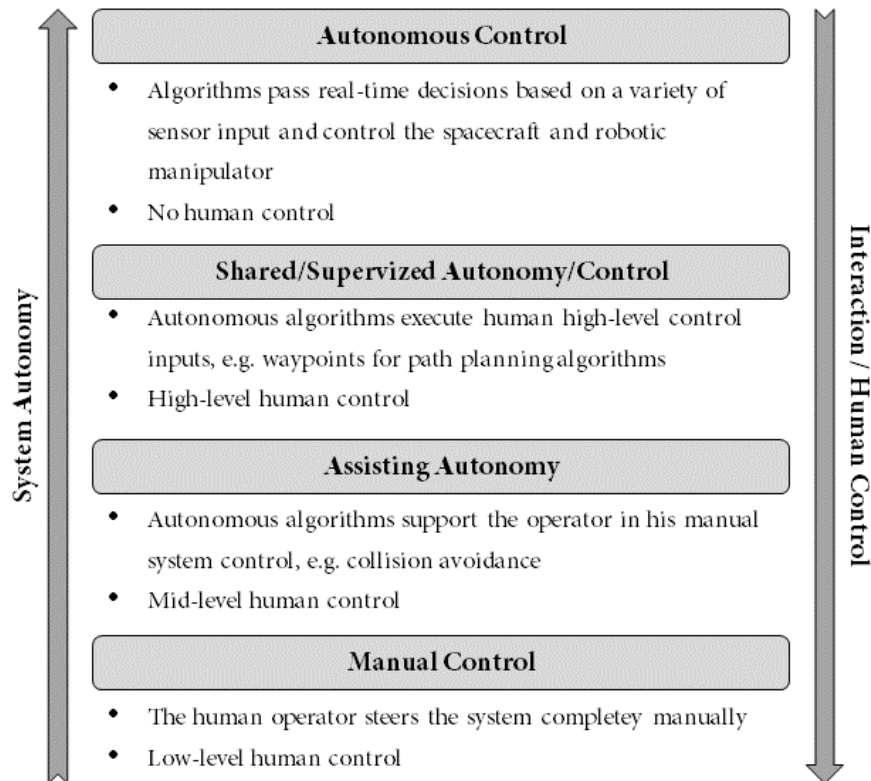 Autonomous Control
• Algorithms pass real-time decisions based on a variety of
sensor input and control the spacecraft and robotic
manipulator
• No human control
Shared/Supervized Autonomy/Control
• Autonomous algorithms execute human high-level control
inputs, e.g. waypoints for path planning algorithms
• High-level human control
Assisting Autonomy
• Autonomous algorithms support the operator in his manual
system control, e.g. collision avoidance
• Mid-level human control
Manual Control
• The human operator steers the system completey manually
• Low-level human control
System Autonomy
Interaction / Human Control